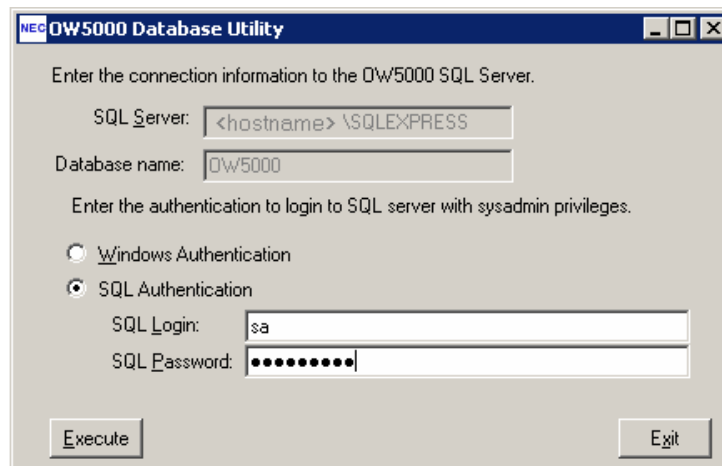 NEC OW5000 Database Utility
Enter the connection information to the OW5000 SQL Server.
SQL Server: <hostname> \SQLEXPRESS
Database name: OW5000
Enter the authentication to login to SQL server with sysadmin privileges.
Windows Authentication
SQL Authentication
SQL Login: sa
SQL Password: •••••••••
Execute Exit